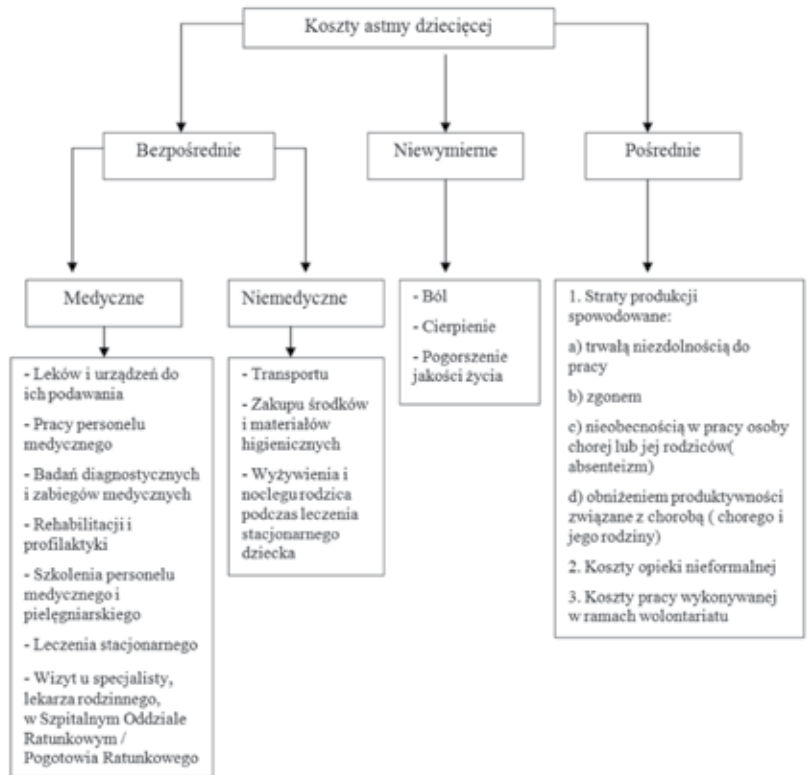 Koszty astmy dziecięcej
Bezpośrednie
Niewymierne
Pośrednie
Medyczne
- Leków i urządzeń do
ich podawania
- Pracy personelu
medycznego
- Badań diagnostycznych
i zabiegów medycznych
- Rehabilitacji i
profilaktyki
- Szkolenia personelu
medycznego i
pielęgniarskiego
- Leczenia stacjonarnego
- Wizyt u specjalisty,
lekarza rodzinnego,
w Szpitalnym Oddziale
Ratunkowym /
Pogotowia Ratunkowego
Niemedyczne
- Transportu
- Zakupu środków
i materiałów
higienicznych
- Wyżywienia i
noclegu rodzica
podczas leczenia
stacjonarnego
dziecka
- Ból
- Cierpienie
- Pogorszenie
jakości życia
1. Straty produkcji
spowodowane:
a) trwałą niezdolnością do
pracy
b) zgonem
c) nieobecnością w pracy osoby
chorej lub jej rodziców(
absenteizm)
d) obniżeniem produktywności
związane z chorobą ( chorego i
jego rodziny)
2. Koszty opieki nieformalnej
3. Koszty pracy wykonywanej
w ramach wolontariatu